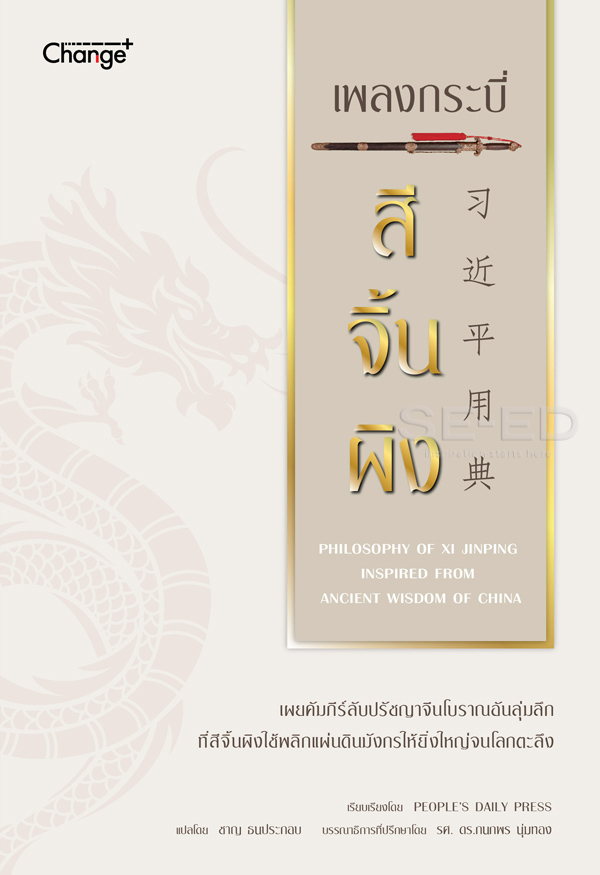 Change+
เพลงกระบี่
สี
จิ้น
ผิง
习
近
平
用
典
SE-ED
PHILOSOPHY OF XI JINPING
INSPIRED FROM
ANCIENT WISDOM OF CHINA
เผยคัมภีร์ลับปรัชญาจีนโบราณอันลุ่มลึก
ที่สีจิ้นผิงใช้พลิกแผ่นดินมังกรให้ยิ่งใหญ่จนโลกตะลึง
เรียบเรียงโดย PEOPLE'S DAILY PRESS
แปลโดย ชาญ ธนประกอบ บรรณาธิการที่ปรึกษาโดย รศ. ดร.กนกพร นุ่มทอง